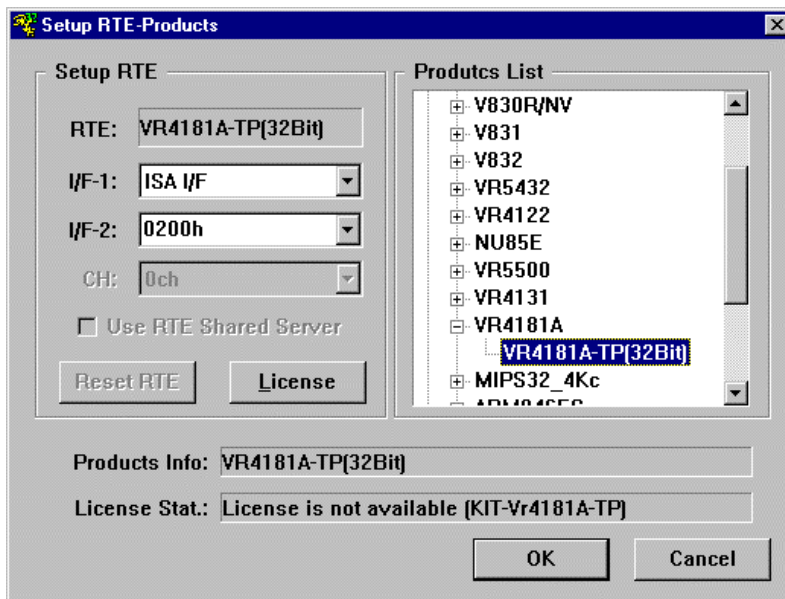 Setup RTE-Products
Setup RTE
RTE: VR4181A-TP(32Bit)
I/F-1: ISA I/F
I/F-2: 0200h
CH: 0ch
Use RTE Shared Server
Reset RTE
License
Produtcs List
V830R/NV
V831
V832
VR5432
VR4122
NU85E
VR5500
VR4131
VR4181A
VR4181A-TP(32Bit)
MIPS32_4Kc
Products Info: VR4181A-TP(32Bit)
License Stat.: License is not available (KIT-Vr4181A-TP)
OK
Cancel